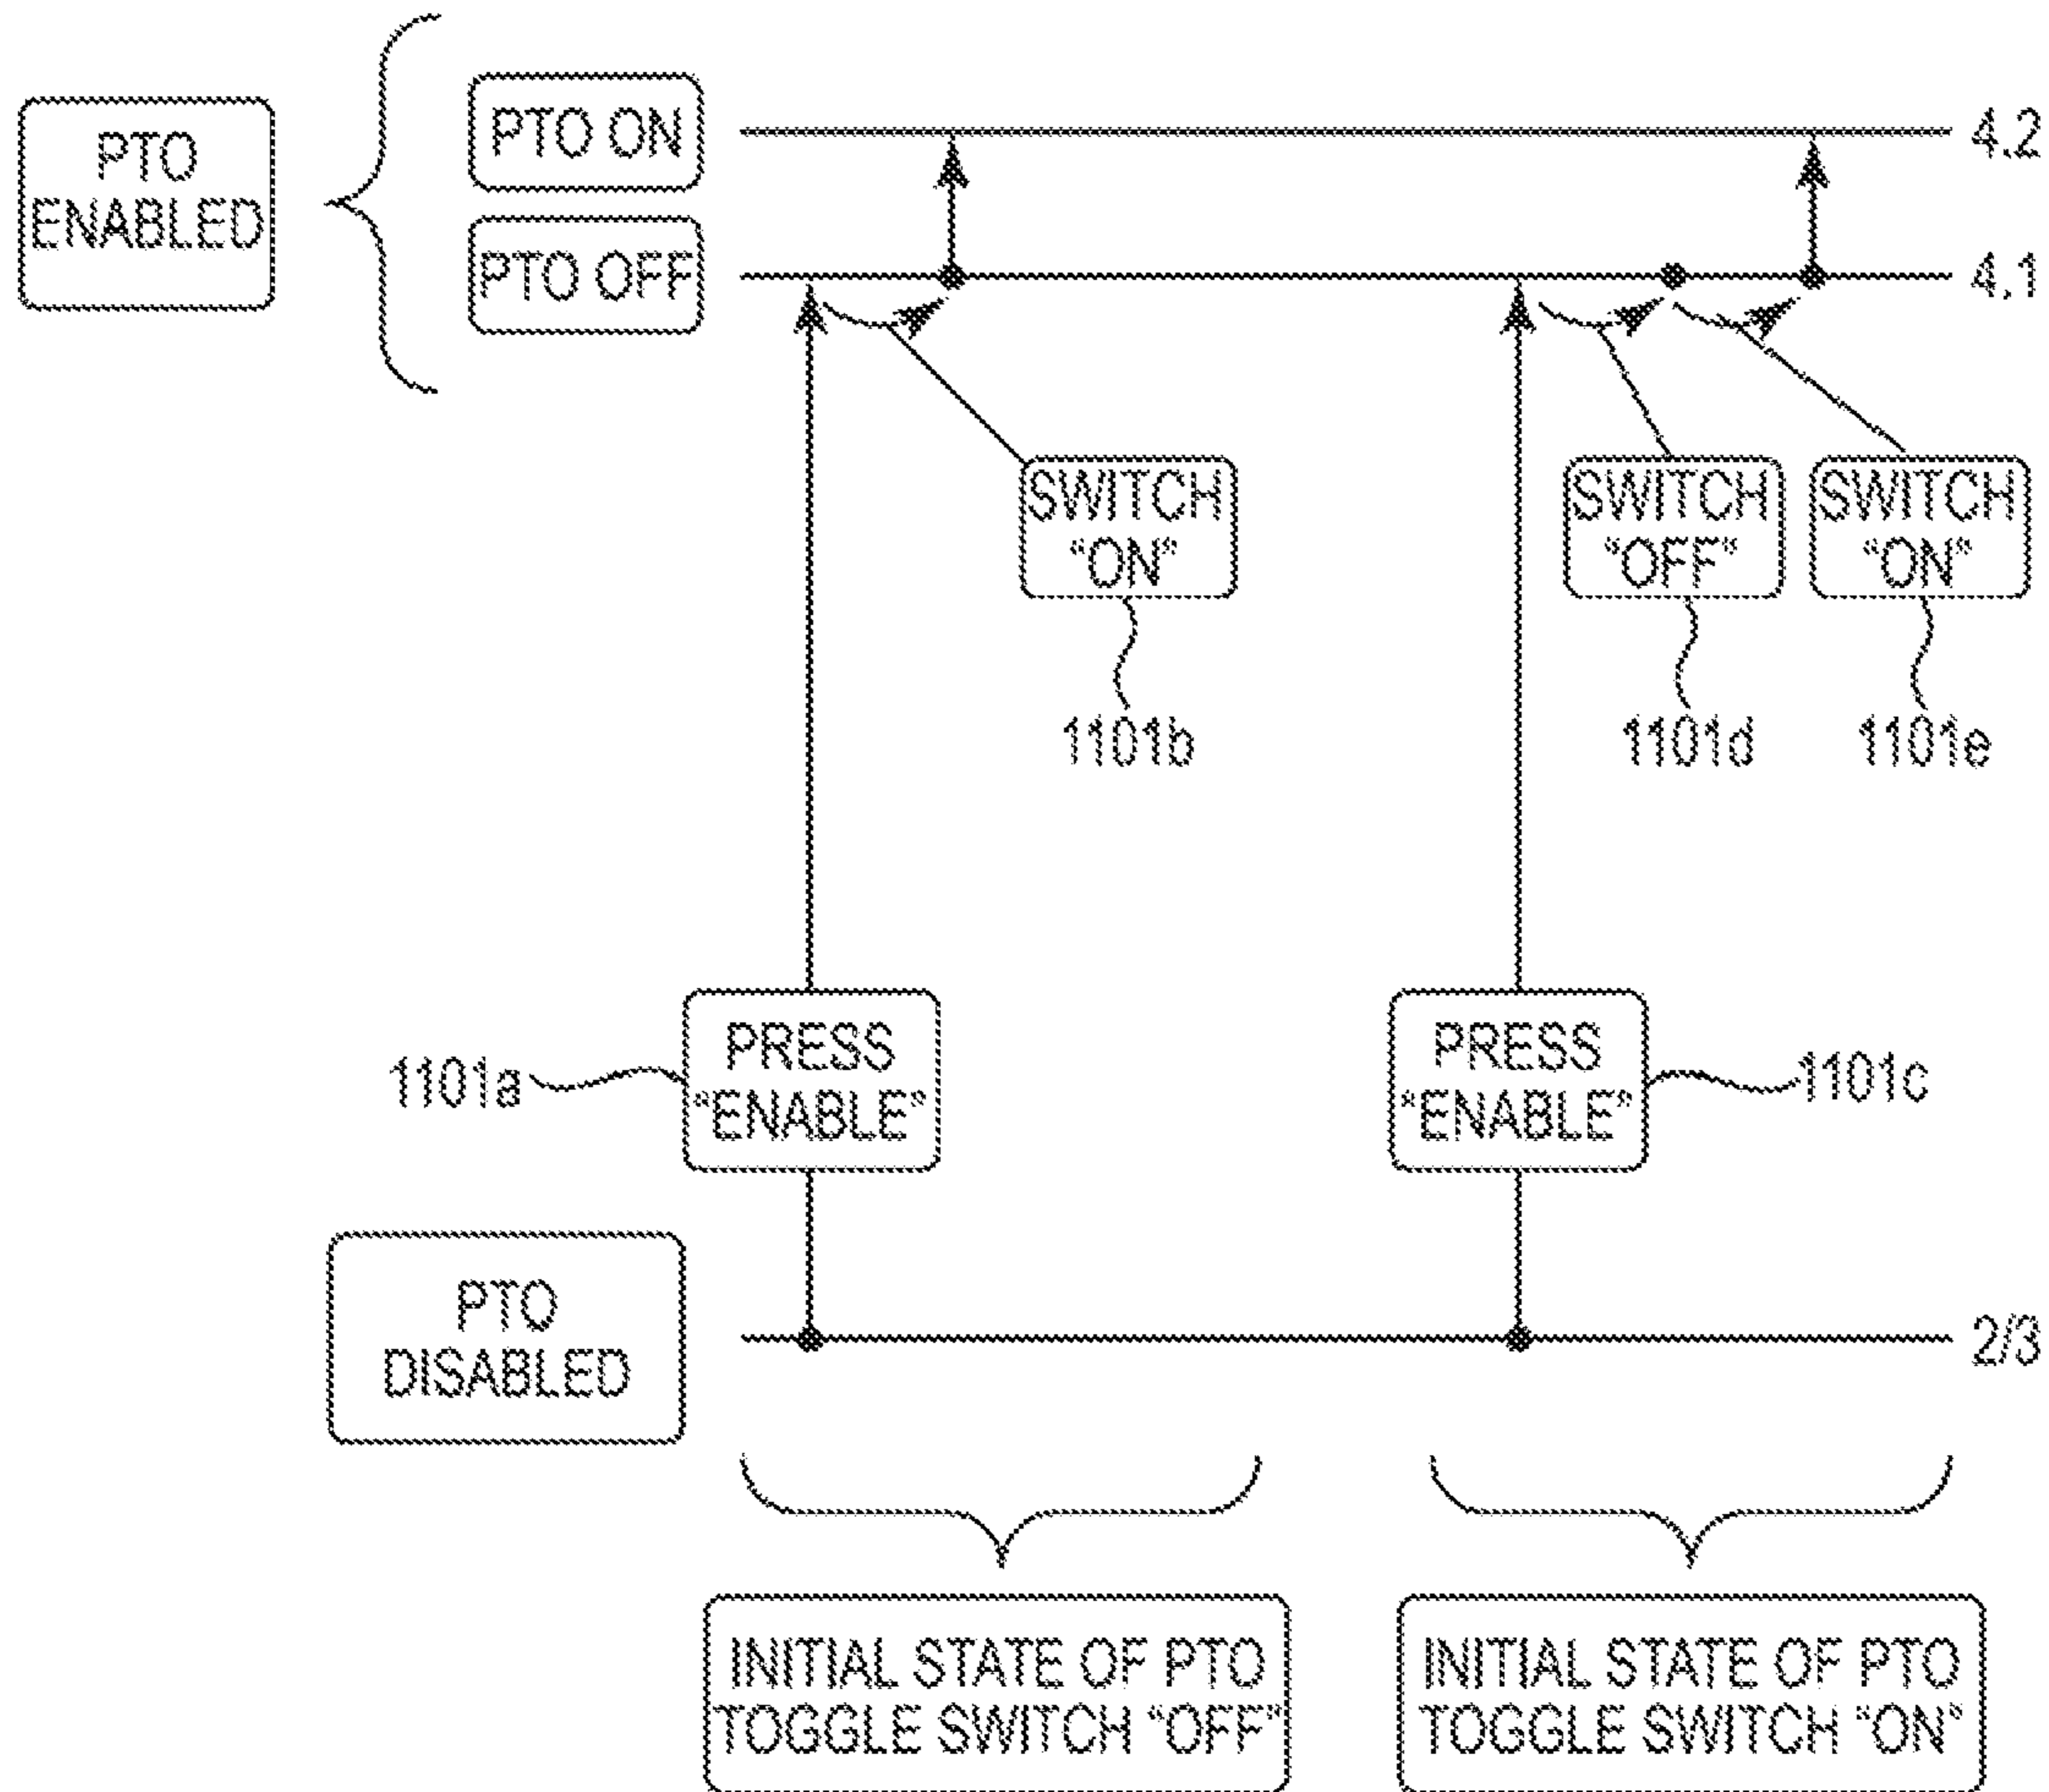 PTO
ENABLED
PTO ON
4.2
PTO OFF
4.1
SWITCH
"ON"
SWITCH
"OFF"
SWITCH
"ON"
1101b
1101d
1101e
1101a
PRESS
"ENABLE"
PRESS
"ENABLE"
1101c
PTO
DISABLED
2/3
INITIAL STATE OF PTO
TOGGLE SWITCH "OFF"
INITIAL STATE OF PTO
TOGGLE SWITCH "ON"